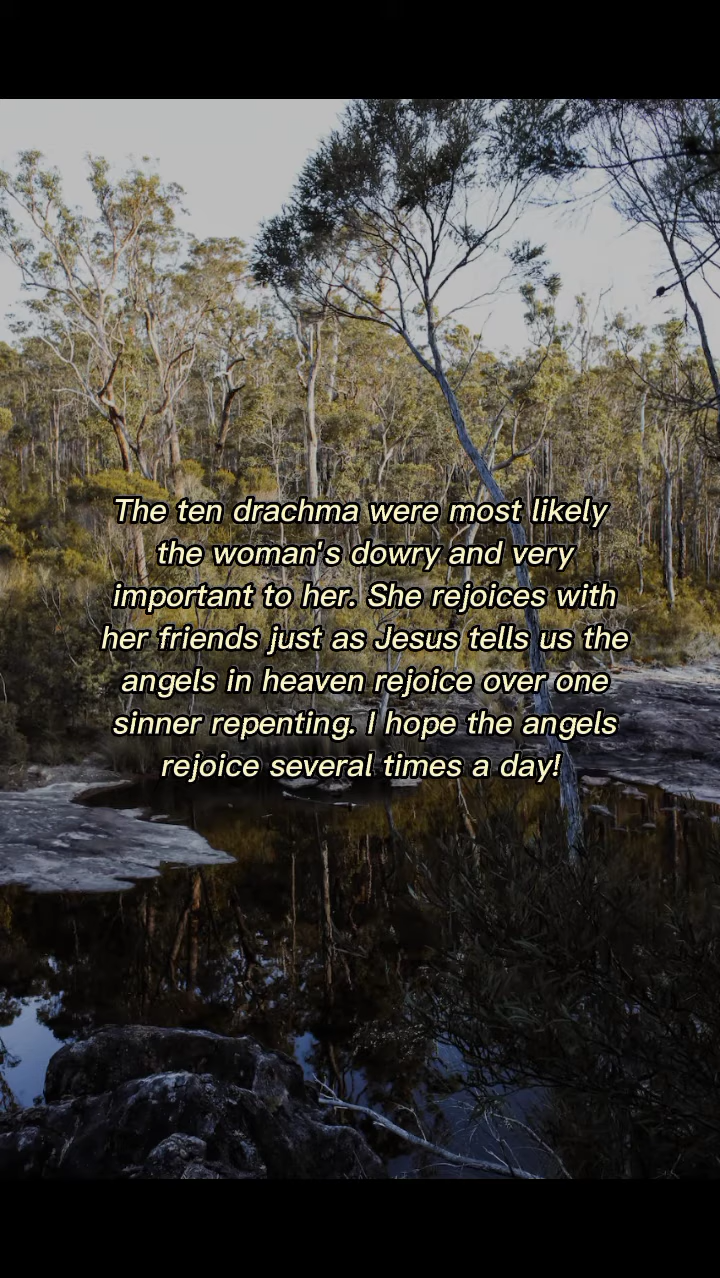 The ten drachma were most likely
the woman's dowry and very
important to her. She rejoices with
her friends just as Jesus tells us the
angels in heaven rejoice over one
sinner repenting. I hope the angels
rejoice several times a day!